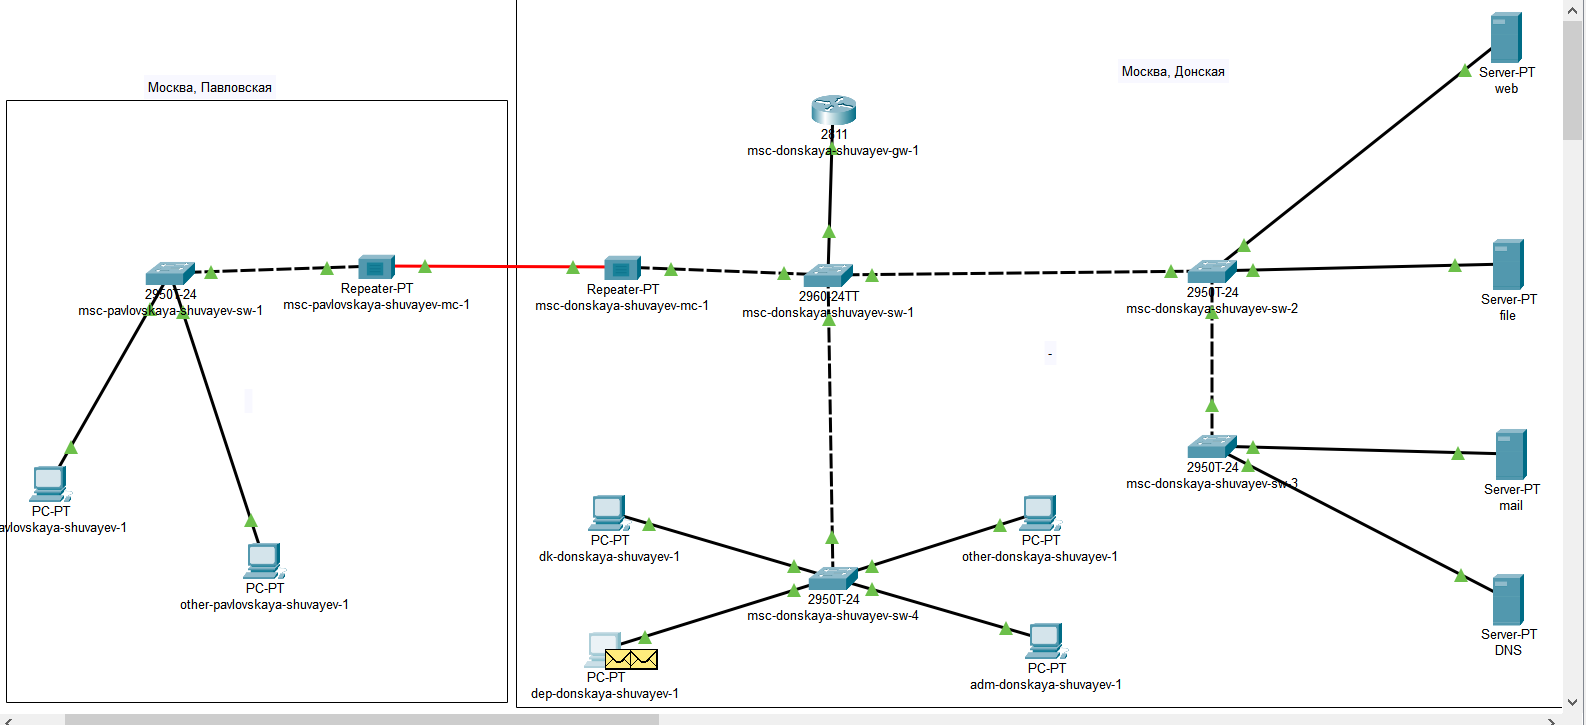 Москва, Павловская
Москва, Донская
Server-PT
web
2811
msc-donskaya-shuvayev-gw-1
2950T-24
msc-pavlovskaya-shuvayev-sw-1
Repeater-PT
msc-pavlovskaya-shuvayev-mc-1
Repeater-PT
msc-donskaya-shuvayev-mc-1
2960-24TT
msc-donskaya-shuvayev-sw-1
2950T-24
msc-donskaya-shuvayev-sw-2
Server-PT
file
-
2950T-24
msc-donskaya-shuvayev-sw-3
Server-PT
mail
PC-PT
avlovskaya-shuvayev-1
PC-PT
other-pavlovskaya-shuvayev-1
PC-PT
dk-donskaya-shuvayev-1
PC-PT
other-donskaya-shuvayev-1
2950T-24
msc-donskaya-shuvayev-sw-4
PC-PT
dep-donskaya-shuvayev-1
PC-PT
adm-donskaya-shuvayev-1
Server-PT
DNS